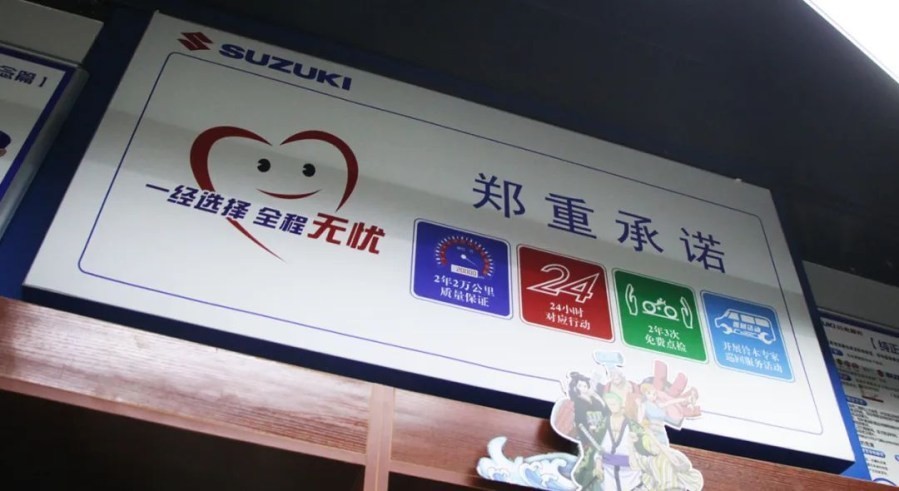 念篇】
SUZUKI
一经选择 全程无忧
郑重承诺
2年2万公里
质量保证
24
24小时
对应行动
2年3次
免费点检
开展铃木专家
巡回服务活动